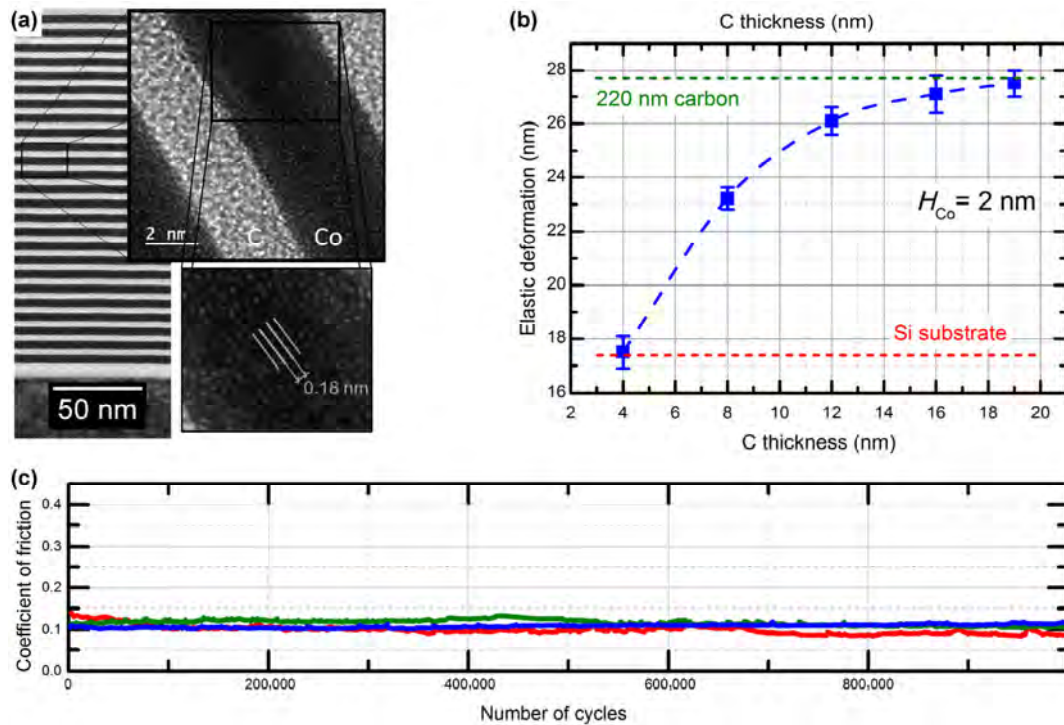 (a)
2 nm
C
Co
0.18 nm
50 nm
(b)
C thickness (nm)
Elastic deformation (nm)
28
26
24
22
20
18
16
220 nm carbon
H_Co = 2 nm
Si substrate
2 4 6 8 10 12 14 16 18 20
C thickness (nm)
(c)
Coefficient of friction
0.4
0.3
0.2
0.1
0.0
0 200,000 400,000 600,000 800,000
Number of cycles